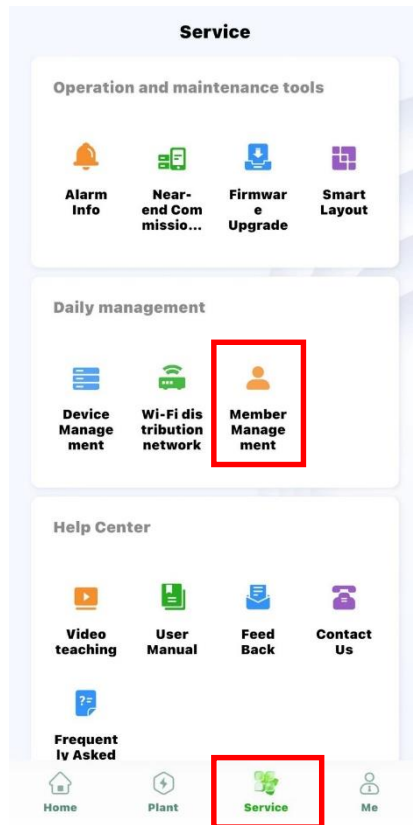 Service
Operation and maintenance tools
Alarm
Info
Near-
end Com
missio...
Firmwar
e
Upgrade
Smart
Layout
Daily management
Device
Manage
ment
Wi-Fi dis
tribution
network
Member
Manage
ment
Help Center
Video
teaching
User
Manual
Feed
Back
Contact
Us
Frequent
ly Asked
Home
Plant
Service
Me